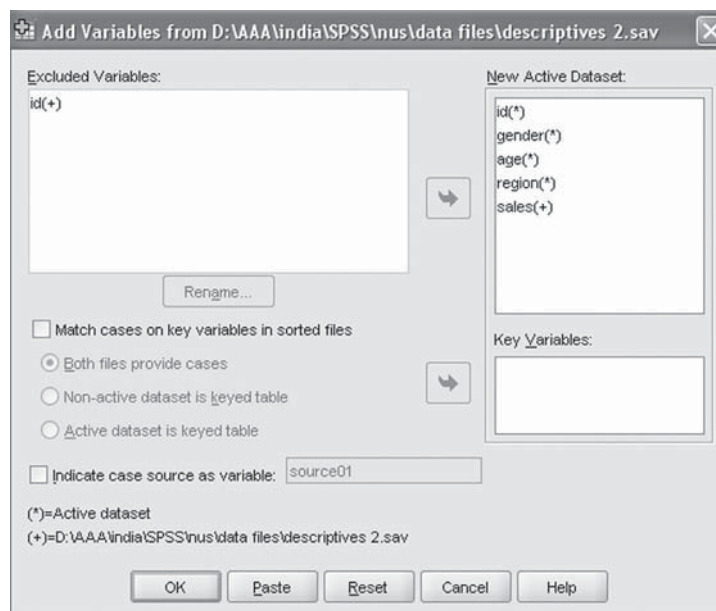 Add Variables from D:\AAA\india\SPSS\nus\data files\descriptives 2.sav
Excluded Variables:
id(+)
New Active Dataset:
id(*)
gender(*)
age(*)
region(*)
sales(+)
Rename...
Match cases on key variables in sorted files
Both files provide cases
Non-active dataset is keyed table
Active dataset is keyed table
Key Variables:
Indicate case source as variable: source01
(*)=Active dataset
(+)=D:\AAA\india\SPSS\nus\data files\descriptives 2.sav
OK Paste Reset Cancel Help